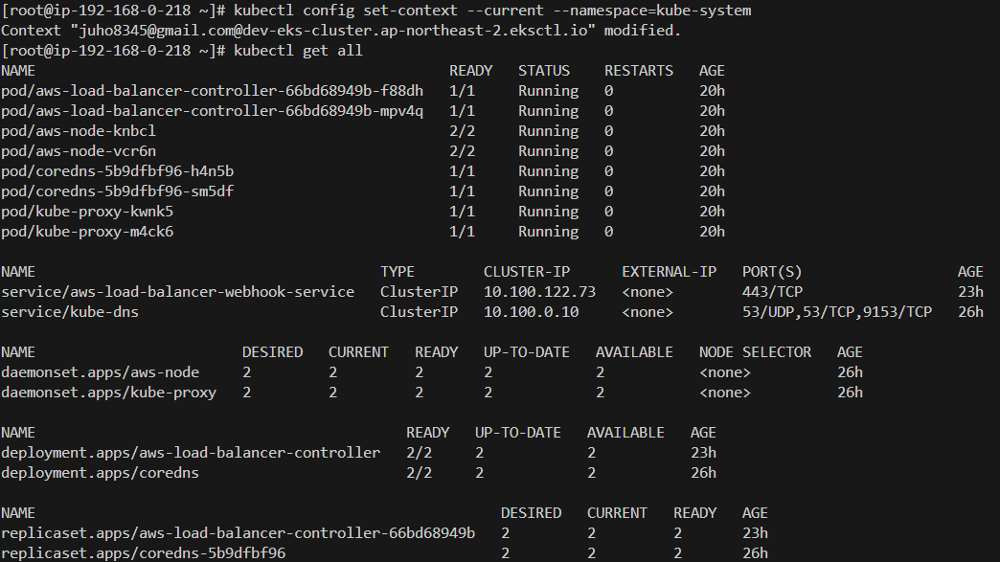 [root@ip-192-168-0-218 ~]# kubectl config set-context --current --namespace=kube-system
Context "juho8345@gmail.com@dev-eks-cluster.ap-northeast-2.eksctl.io" modified.
[root@ip-192-168-0-218 ~]# kubectl get all
NAME READY STATUS RESTARTS AGE
pod/aws-load-balancer-controller-66bd68949b-f88dh 1/1 Running 0 20h
pod/aws-load-balancer-controller-66bd68949b-mpv4q 1/1 Running 0 20h
pod/aws-node-knbcl 2/2 Running 0 20h
pod/aws-node-vcr6n 2/2 Running 0 20h
pod/coredns-5b9dfbf96-h4n5b 1/1 Running 0 20h
pod/coredns-5b9dfbf96-sm5df 1/1 Running 0 20h
pod/kube-proxy-kwnk5 1/1 Running 0 20h
pod/kube-proxy-m4ck6 1/1 Running 0 20h
NAME TYPE CLUSTER-IP EXTERNAL-IP PORT(S) AGE
service/aws-load-balancer-webhook-service ClusterIP 10.100.122.73 <none> 443/TCP 23h
service/kube-dns ClusterIP 10.100.0.10 <none> 53/UDP,53/TCP,9153/TCP 26h
NAME DESIRED CURRENT READY UP-TO-DATE AVAILABLE NODE SELECTOR AGE
daemonset.apps/aws-node 2 2 2 2 2 <none> 26h
daemonset.apps/kube-proxy 2 2 2 2 2 <none> 26h
NAME READY UP-TO-DATE AVAILABLE AGE
deployment.apps/aws-load-balancer-controller 2/2 2 2 23h
deployment.apps/coredns 2/2 2 2 26h
NAME DESIRED CURRENT READY AGE
replicaset.apps/aws-load-balancer-controller-66bd68949b 2 2 2 23h
replicaset.apps/coredns-5b9dfbf96 2 2 2 26h